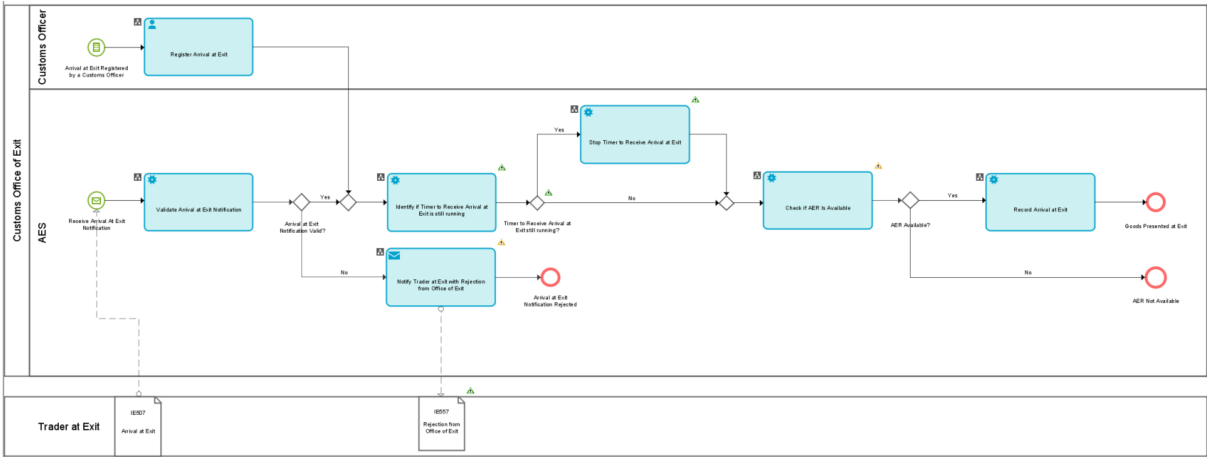 Customs Office of Exit
Customs Officer
Arrival at Exit Registered
by a Customs Officer
Register Arrival at Exit
AES
Receive Arrival At Exit
Notification
Validate Arrival at Exit Notification
Arrival at Exit
Notification Valid?
Yes
No
Identify if Timer to Receive Arrival at
Exit is still running
Timer to Receive Arrival at
Exit still running?
Yes
No
Stop Timer to Receive Arrival at Exit
Notify Trader at Exit with Rejection
from Office of Exit
Arrival at Exit
Notification Rejected
Check if AER Is Available
AER Available?
Yes
No
Record Arrival at Exit
Goods Presented at Exit
AER Not Available
Trader at Exit
IE507
Arrival at Exit
IE557
Rejection from
Office of Exit